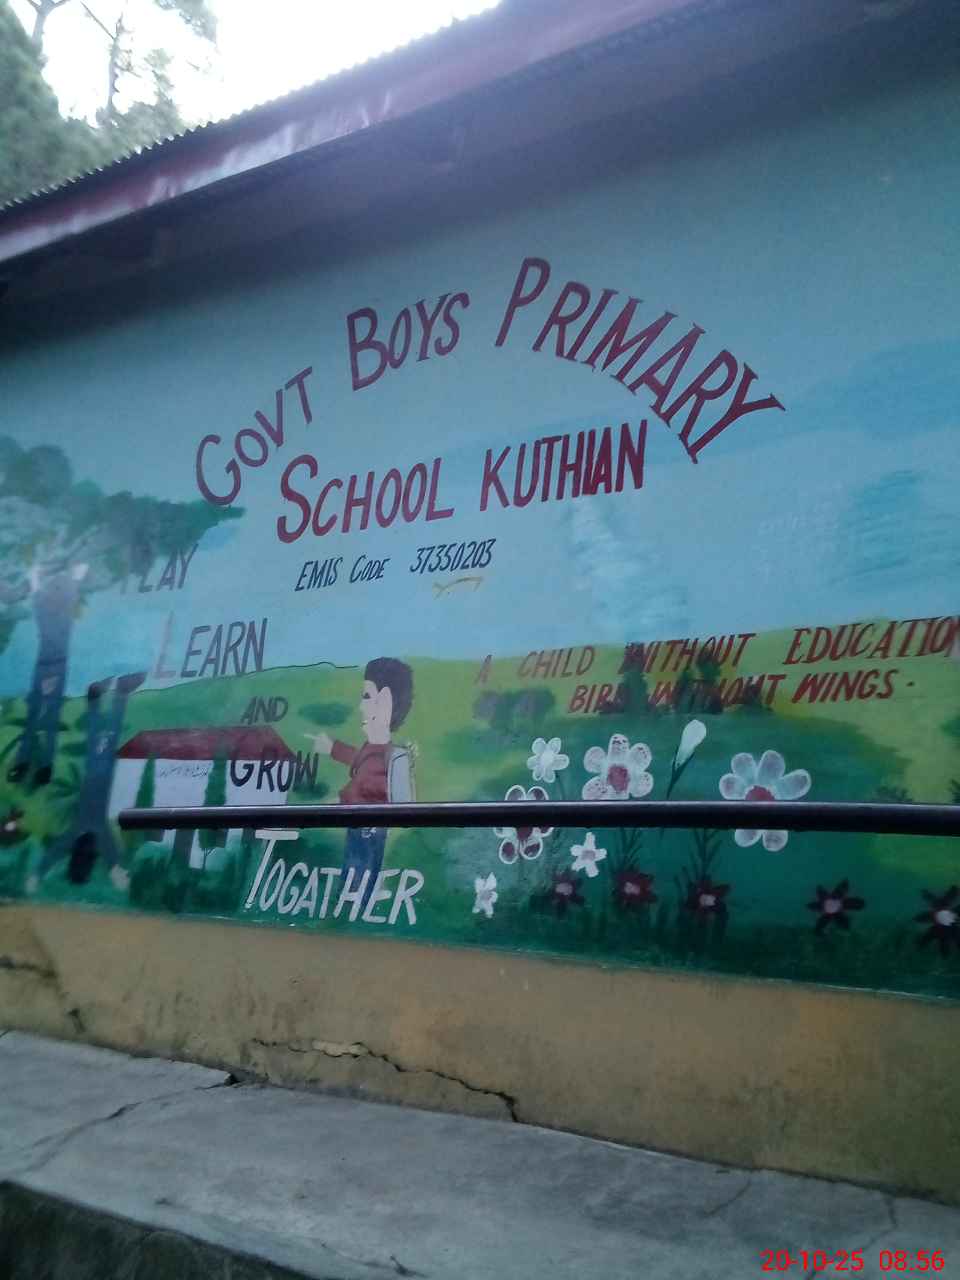 GOVT BOYS PRIMARY
SCHOOL KUTHIAN
EMIS CODE 37350203
PLAY
LEARN
AND
GROW
TOGATHER
A CHILD WITHOUT EDUCATION
BIRD WITHOUT WINGS.
20-10-25 08:56